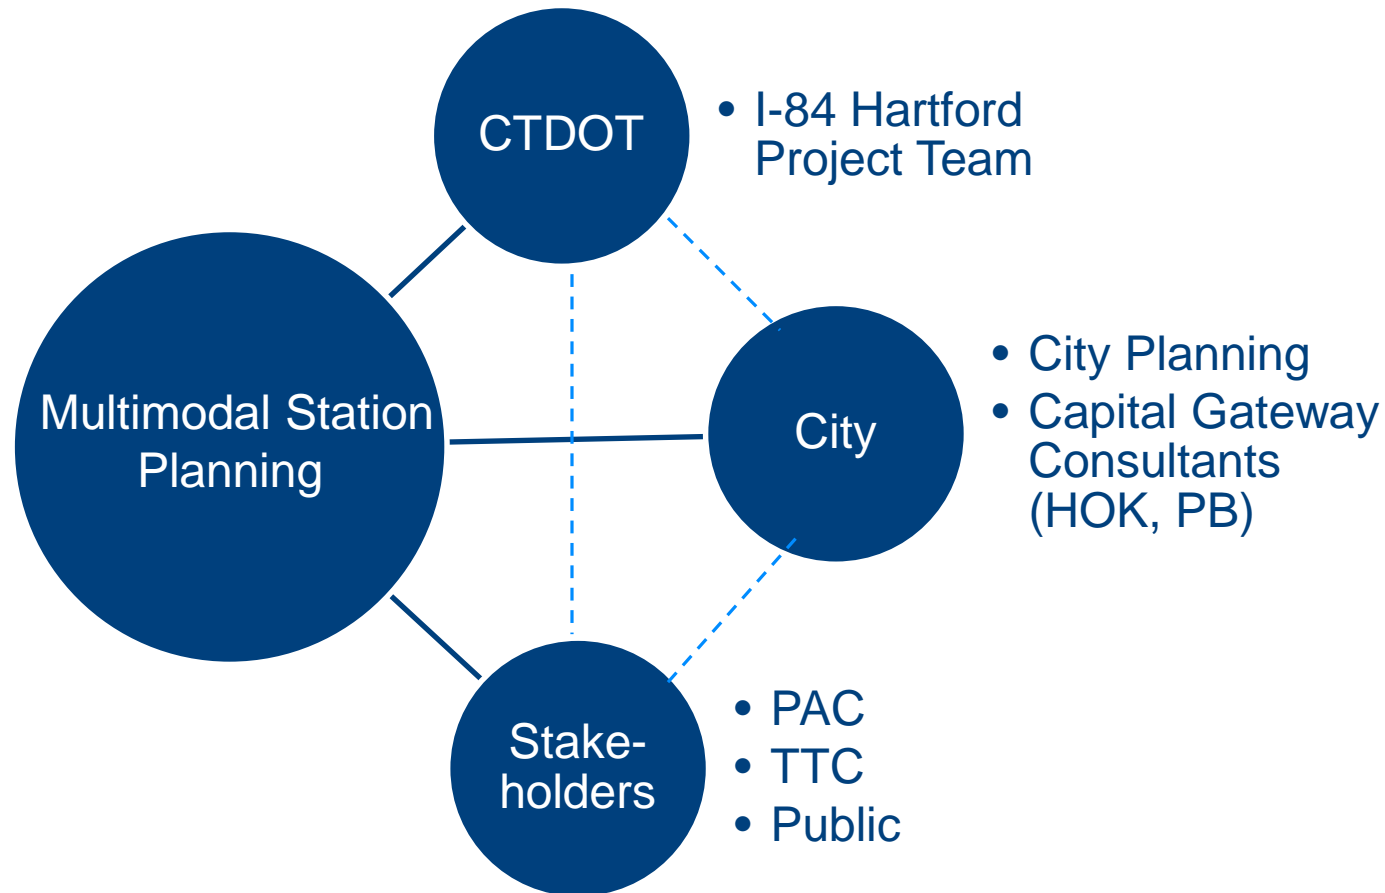 CTDOT
• I-84 Hartford
Project Team
Multimodal Station
Planning
City
• City Planning
• Capital Gateway
Consultants
(HOK, PB)
Stake-
holders
• PAC
• TTC
• Public